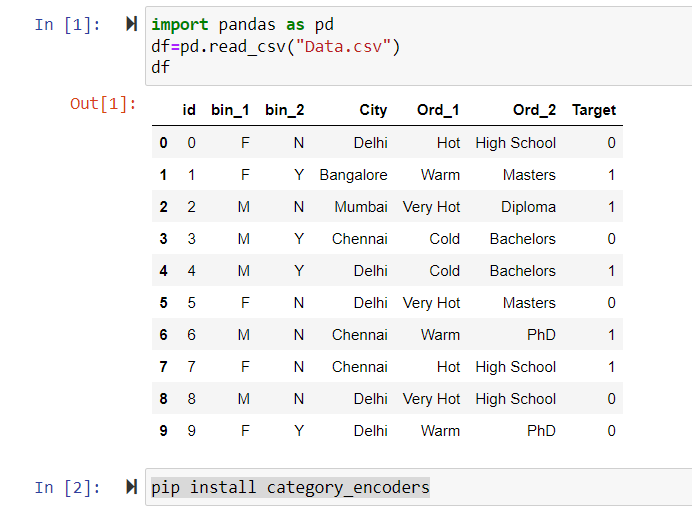 In [1]: import pandas as pd
df=pd.read_csv("Data.csv")
df
Out[1]:
id bin_1 bin_2 City Ord_1 Ord_2 Target
0 0 F N Delhi Hot High School 0
1 1 F Y Bangalore Warm Masters 1
2 2 M N Mumbai Very Hot Diploma 1
3 3 M Y Chennai Cold Bachelors 0
4 4 M Y Delhi Cold Bachelors 1
5 5 F N Delhi Very Hot Masters 0
6 6 M N Chennai Warm PhD 1
7 7 F N Chennai Hot High School 1
8 8 M N Delhi Very Hot High School 0
9 9 F Y Delhi Warm PhD 0
In [2]: pip install category_encoders